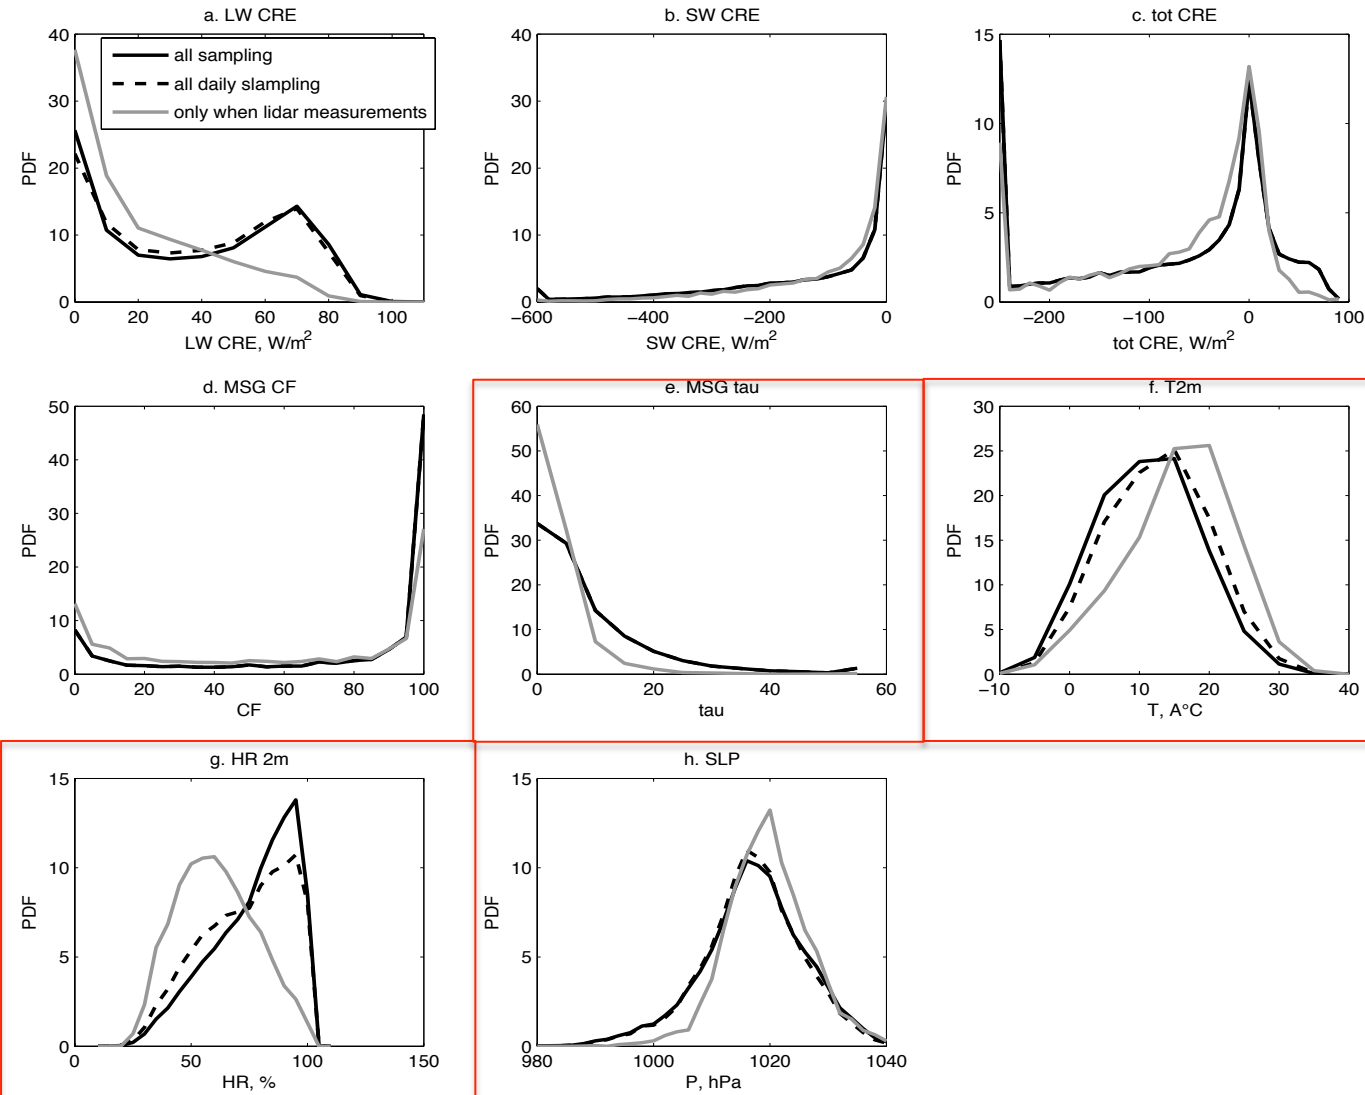 a. LW CRE
40
30
20
10
0
0 20 40 60 80 100
PDF
LW CRE, W/m²
all sampling
all daily slampling
only when lidar measurements
b. SW CRE
40
30
20
10
0
−600 −400 −200 0
PDF
SW CRE, W/m²
c. tot CRE
15
10
5
0
−200 −100 0 100
PDF
tot CRE, W/m²
d. MSG CF
50
40
30
20
10
0
0 20 40 60 80 100
PDF
CF
e. MSG tau
60
50
40
30
20
10
0
0 20 40 60
PDF
tau
f. T2m
30
25
20
15
10
5
0
−10 0 10 20 30 40
PDF
T, A°C
g. HR 2m
15
10
5
0
0 50 100 150
PDF
HR, %
h. SLP
15
10
5
0
980 1000 1020 1040
PDF
P, hPa